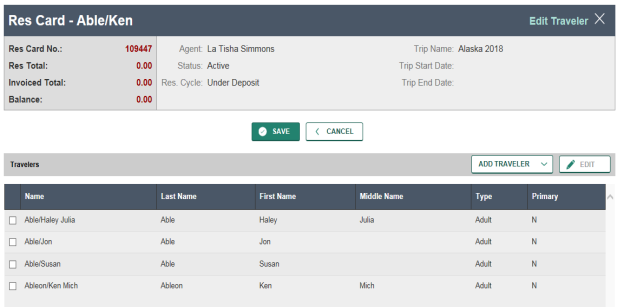 Res Card - Able/Ken Edit Traveler
Res Card No.: 109447 Agent: La Tisha Simmons Trip Name: Alaska 2018
Res Total: 0.00 Status: Active Trip Start Date:
Invoiced Total: 0.00 Res. Cycle: Under Deposit Trip End Date:
Balance: 0.00
SAVE CANCEL
Travelers ADD TRAVELER EDIT
Name Last Name First Name Middle Name Type Primary
Able/Haley Julia Able Haley Julia Adult N
Able/Jon Able Jon Adult N
Able/Susan Able Susan Adult N
Ableon/Ken Mich Ableon Ken Mich Adult N